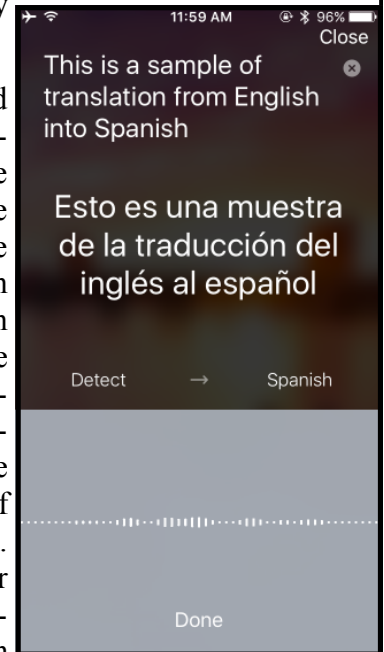 11:59 AM
96%
Close
This is a sample of
translation from English
into Spanish
Esto es una muestra
de la traducción del
inglés al español
Detect → Spanish
Done